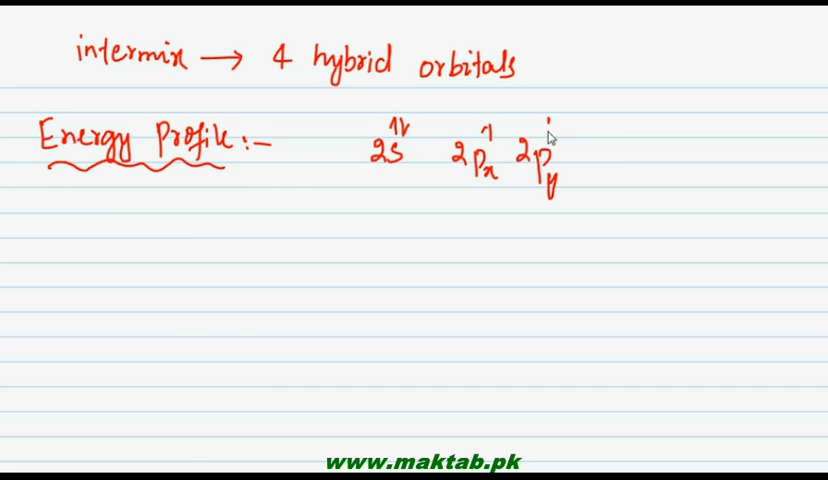 intermix → 4 hybrid orbitals
Energy Profile:- 2s 2px 2py
www.maktab.pk